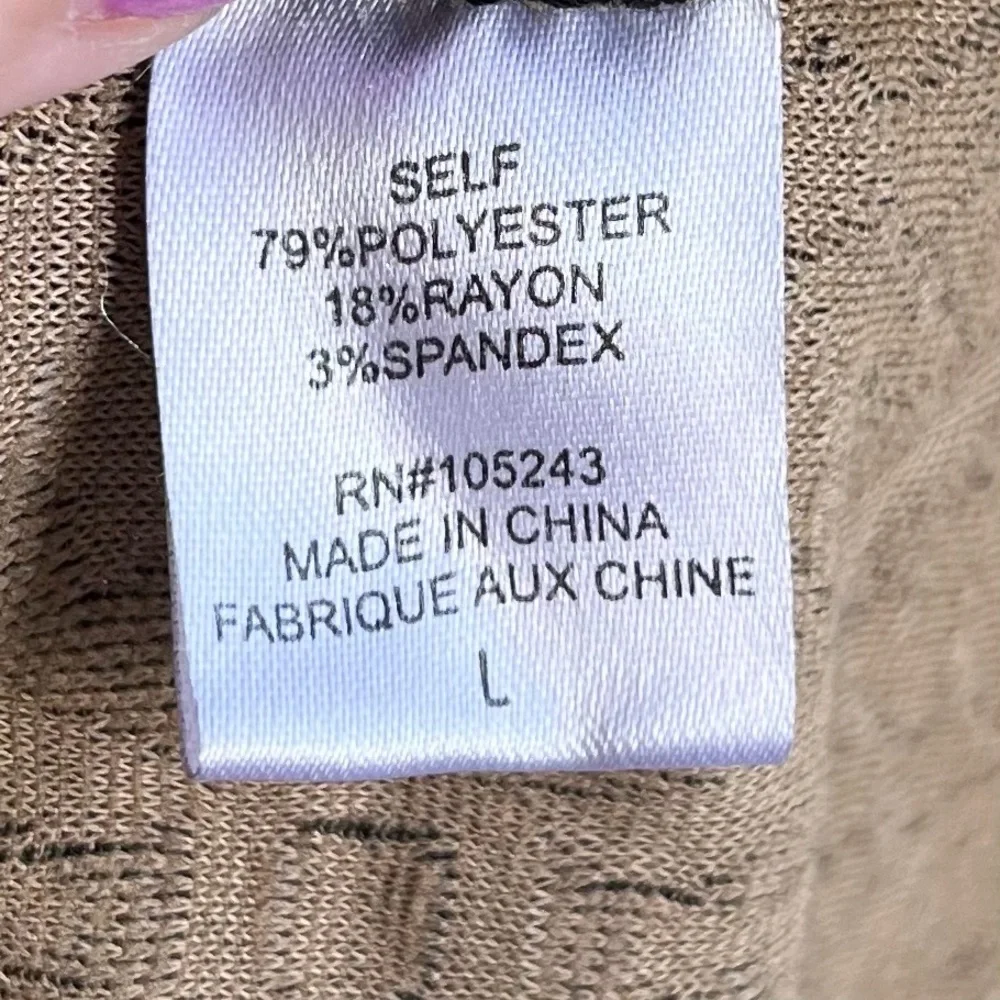 SELF
79%POLYESTER
18%RAYON
3%SPANDEX
RN#105243
MADE IN CHINA
FABRIQUE AUX CHINE
L